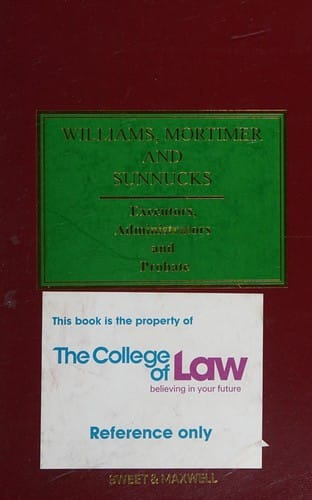 WILLIAMS, MORTIMER
AND
SUNNUCKS
Executors,
Administrators
and
Probate
This book is the property of
The College
of Law
believing in your future
Reference only
SWEET & MAXWELL